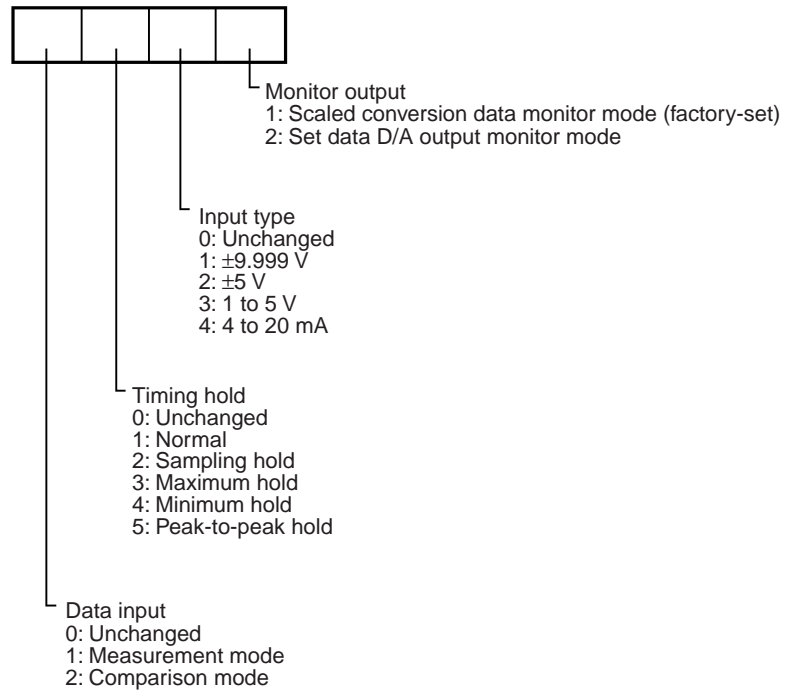 Monitor output
1: Scaled conversion data monitor mode (factory-set)
2: Set data D/A output monitor mode
Input type
0: Unchanged
1: ±9.999 V
2: ±5 V
3: 1 to 5 V
4: 4 to 20 mA
Timing hold
0: Unchanged
1: Normal
2: Sampling hold
3: Maximum hold
4: Minimum hold
5: Peak-to-peak hold
Data input
0: Unchanged
1: Measurement mode
2: Comparison mode